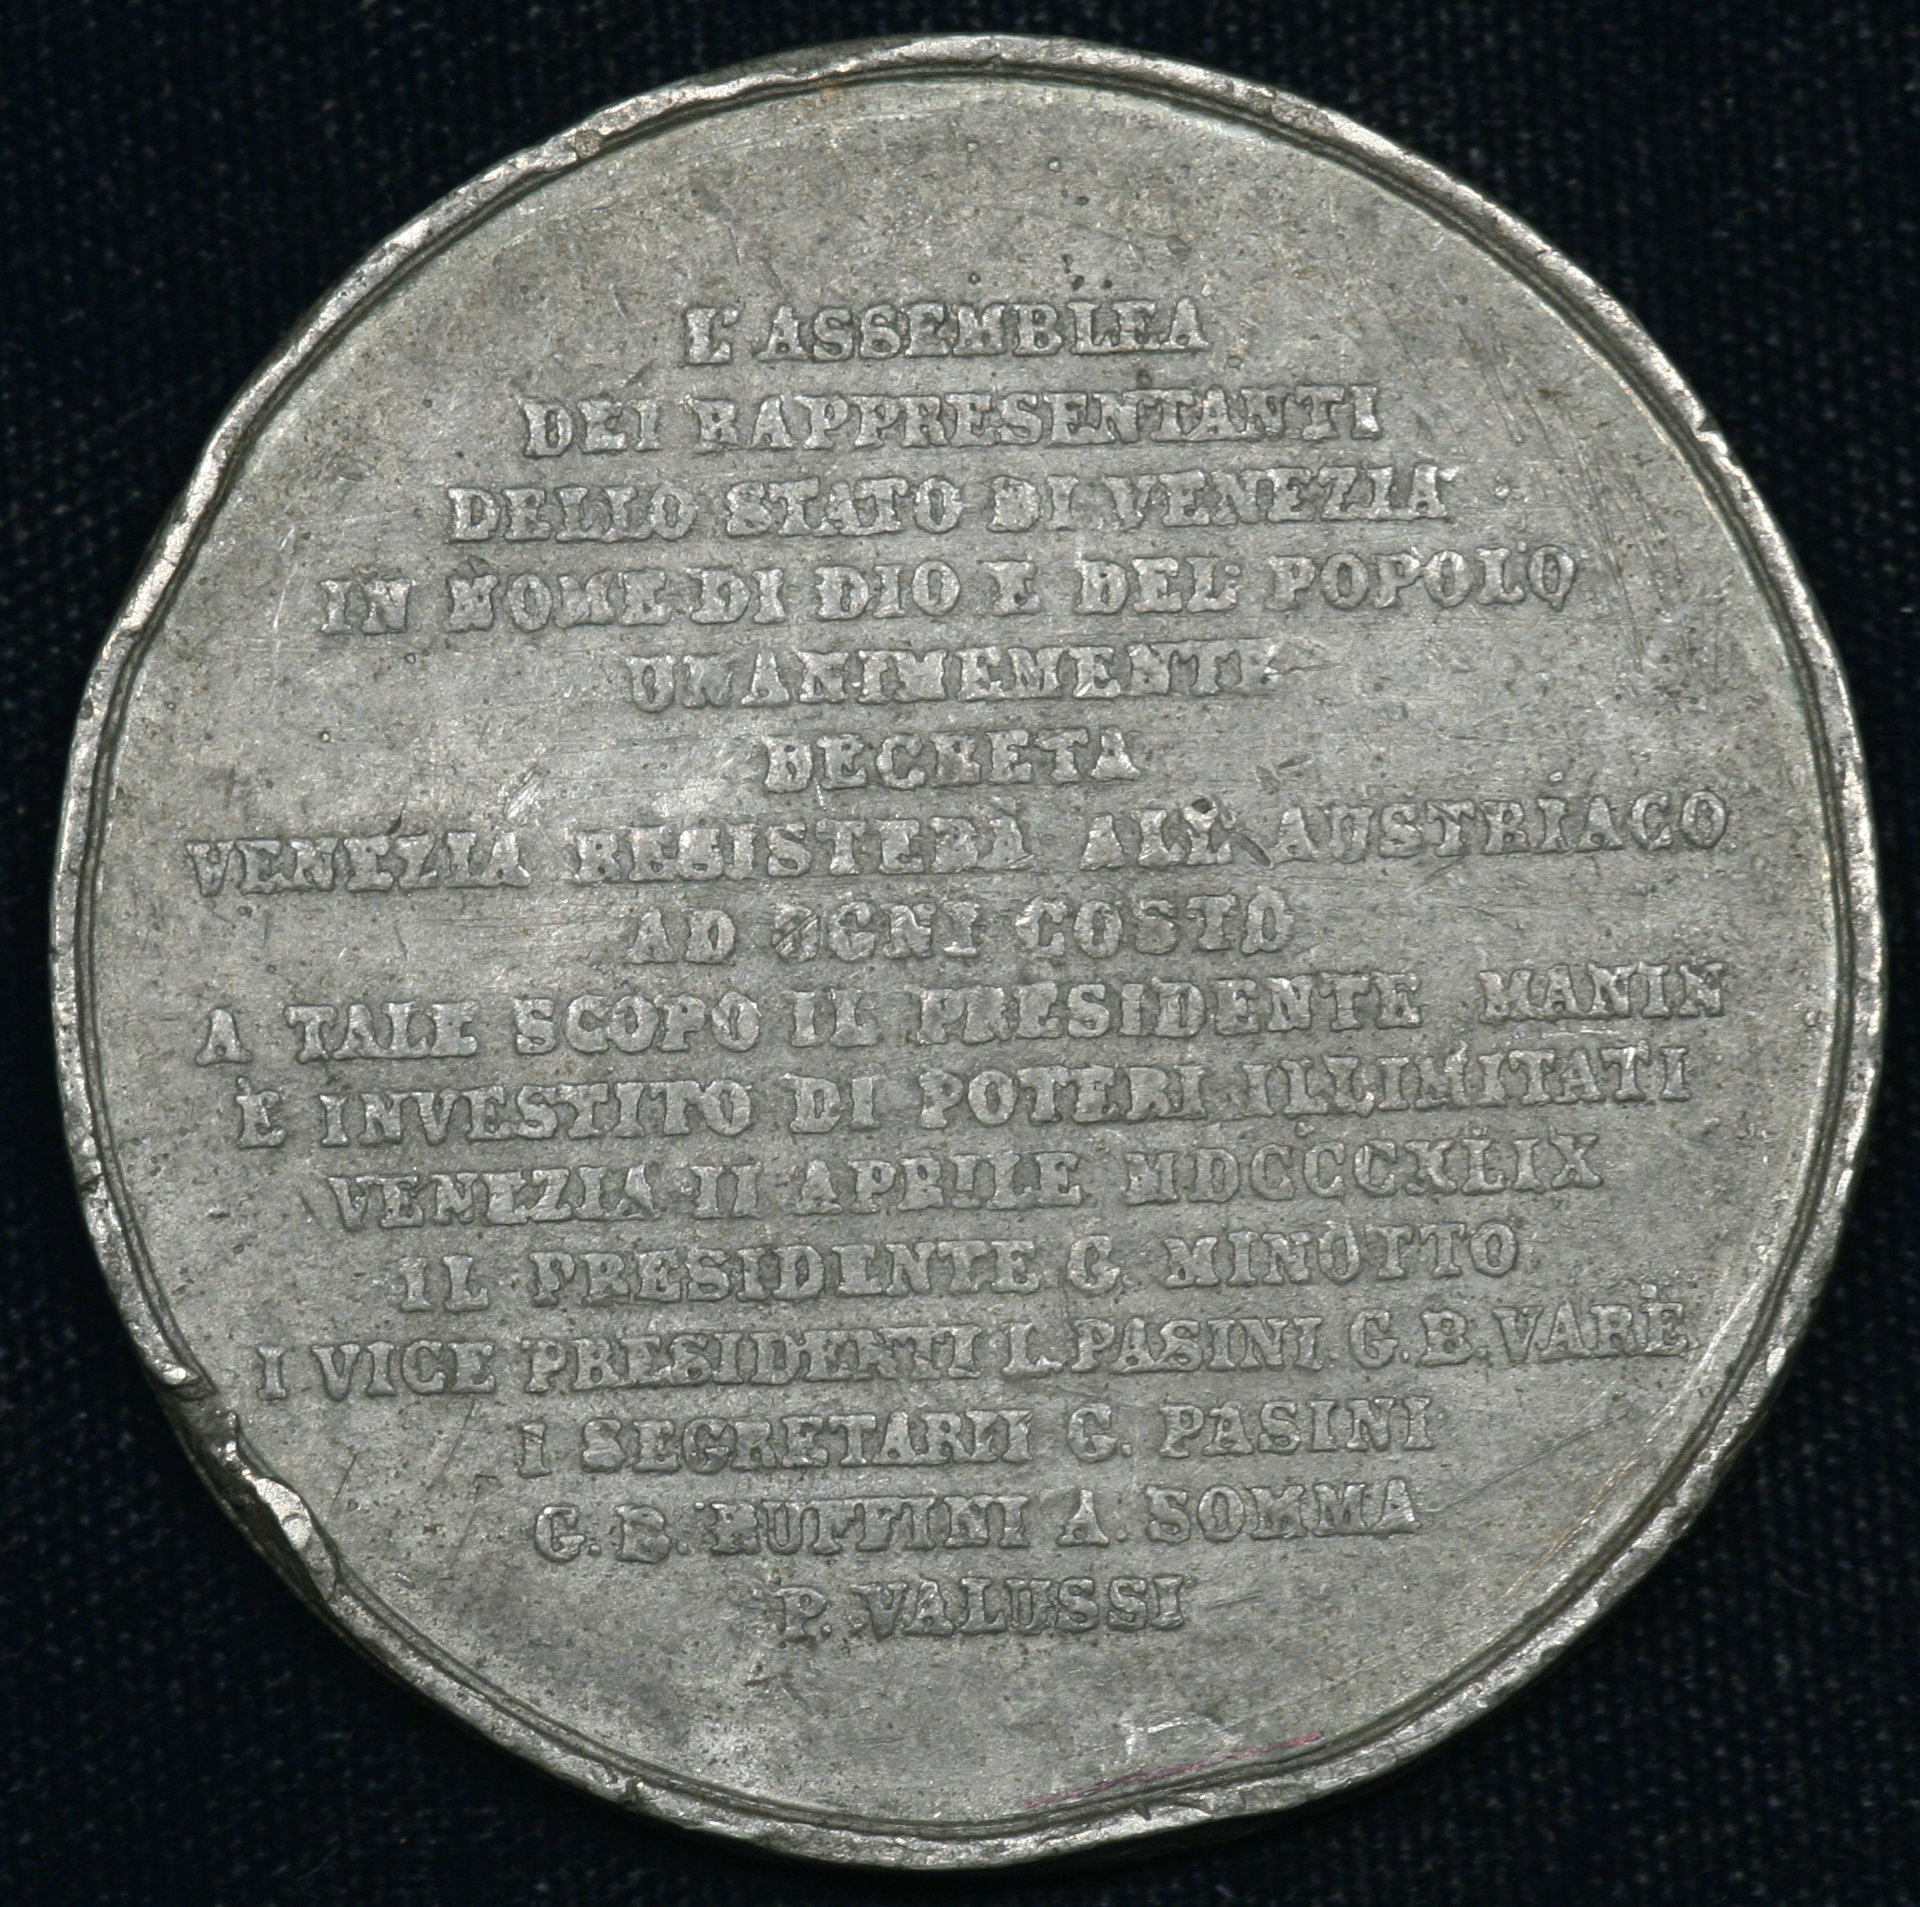 L'ASSEMBLEA
DEI RAPPRESENTANTI
DELLO STATO DI VENEZIA
IN NOME DI DIO E DEL POPOLO
UNANIMEMENTE
DECRETA
VENEZIA RESISTERÀ ALL' AUSTRIACO
AD OGNI COSTO
A TALE SCOPO IL PRESIDENTE MANIN
È INVESTITO DI POTERI ILLIMITATI
VENEZIA II APRILE MDCCCXLIX
IL PRESIDENTE G. MINOTTO
I VICE PRESIDENTI L. PASINI G. B. VARÈ
I SEGRETARII G. PASINI
G. B. RUFFINI A. SOMMA
P. VALUSSI